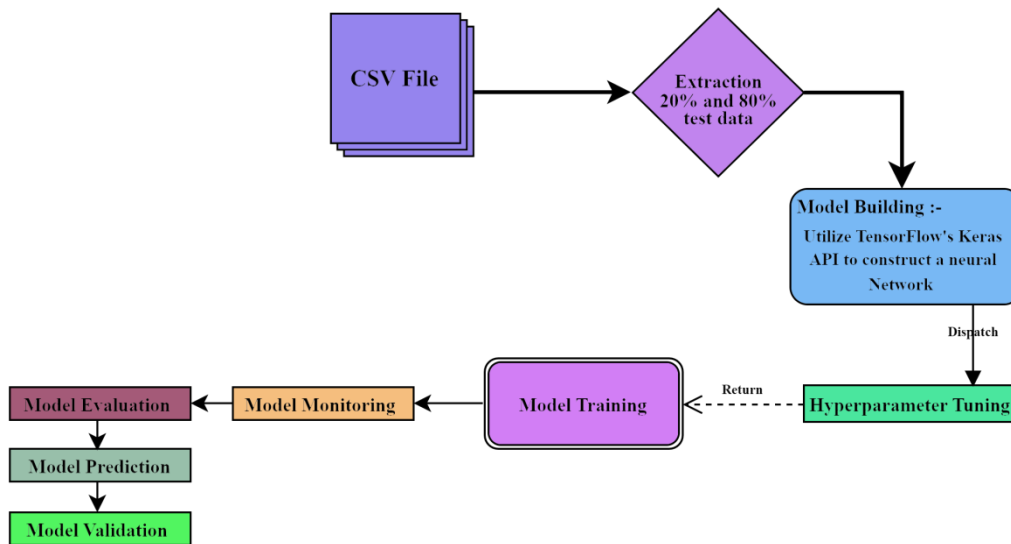 CSV File
Extraction
20% and 80%
test data
Model Building :-
Utilize TensorFlow's Keras
API to construct a neural
Network
Dispatch
Hyperparameter Tuning
Return
Model Training
Model Monitoring
Model Evaluation
Model Prediction
Model Validation